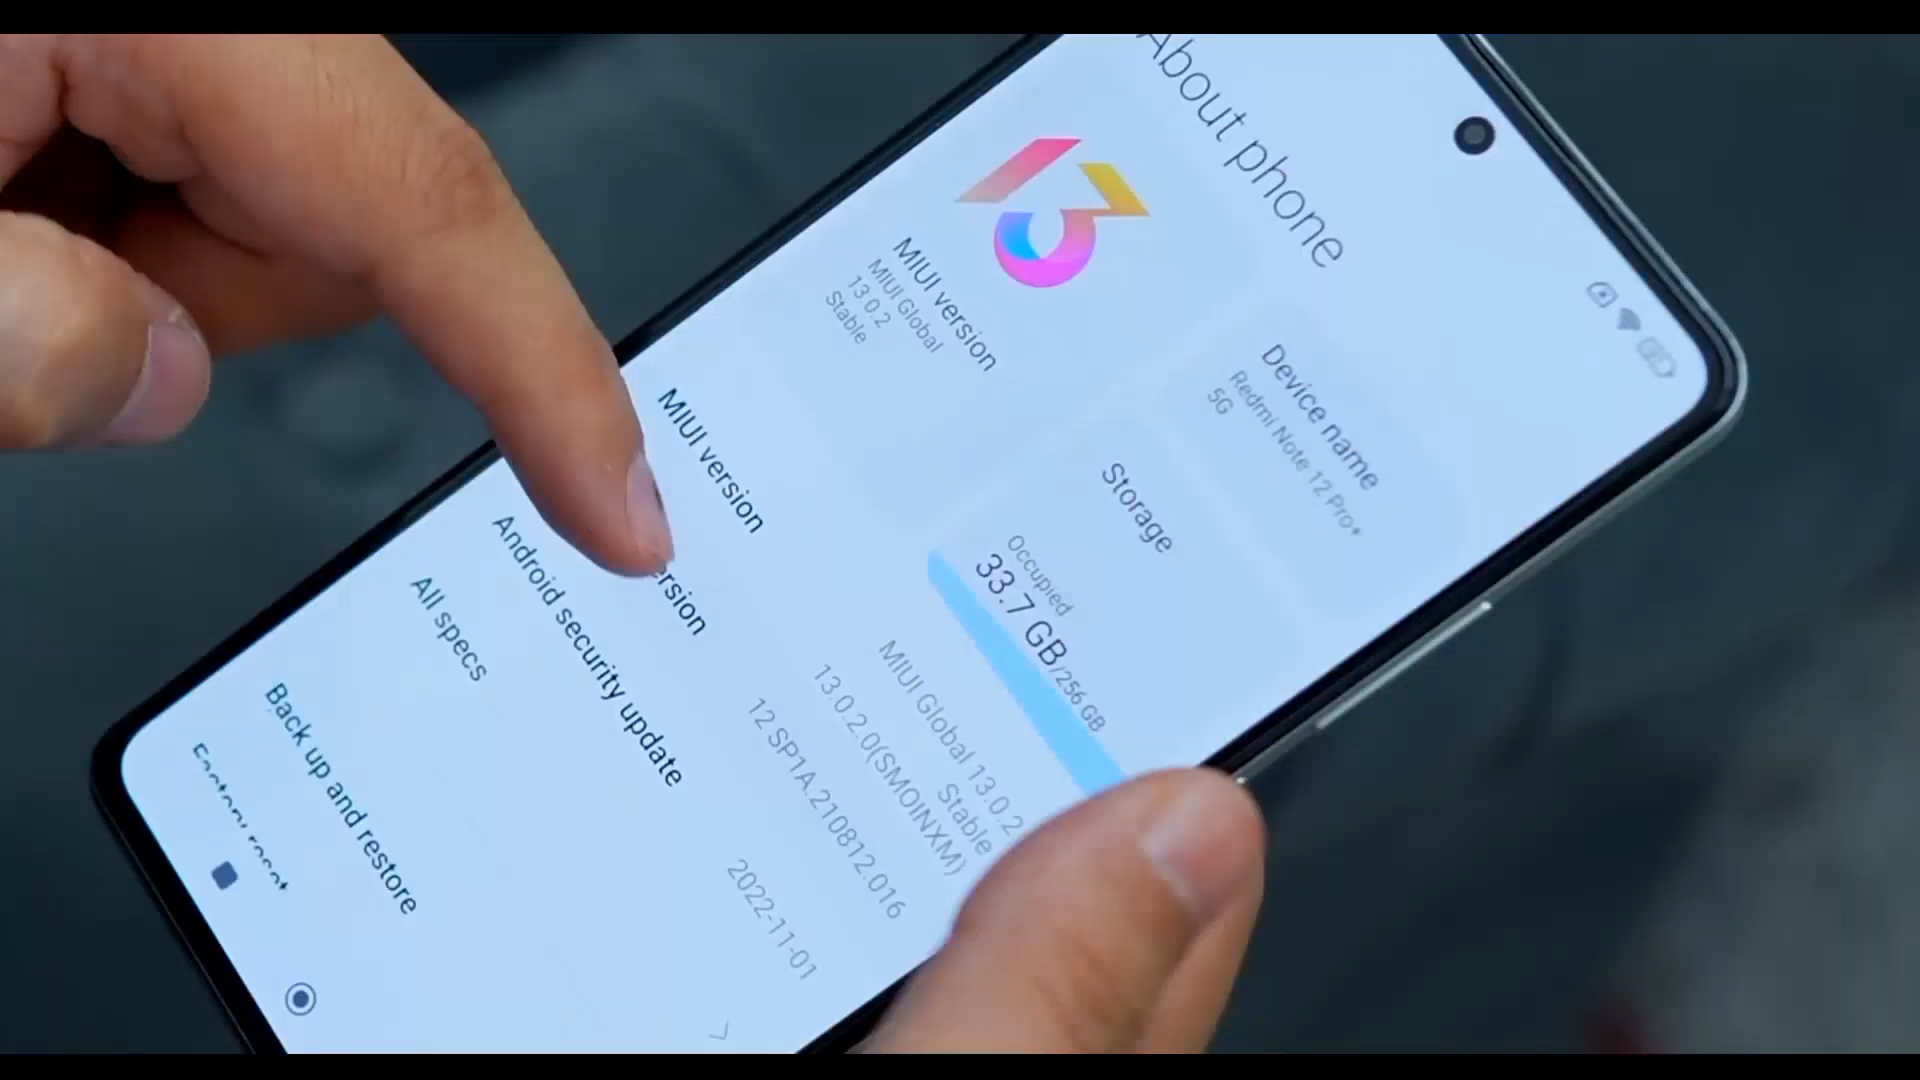 About phone
13
Device name
Redmi Note 12 Pro+
5G
MIUI version
MIUI Global
13.0.2
Stable
Storage
Occupied
33.7 GB/256 GB
MIUI version
MIUI Global 13.0.2
Stable
13.0.2.0(SMOINXM)
ersion
12 SP1A.210812.016
Android security update
2022-11-01
All specs
Back up and restore